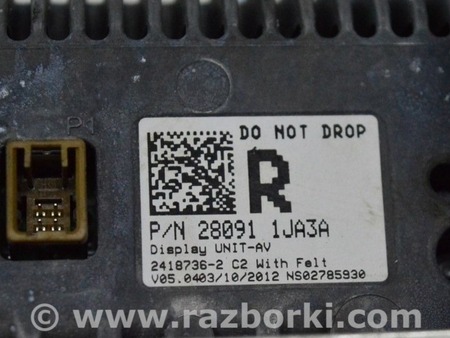 P1
DO NOT DROP
R
P/N 28091 1JA3A
Display UNIT-AV
2418736-2 C2 With Felt
V05.0403/10/2012 NS02785930
© www.razborki.com